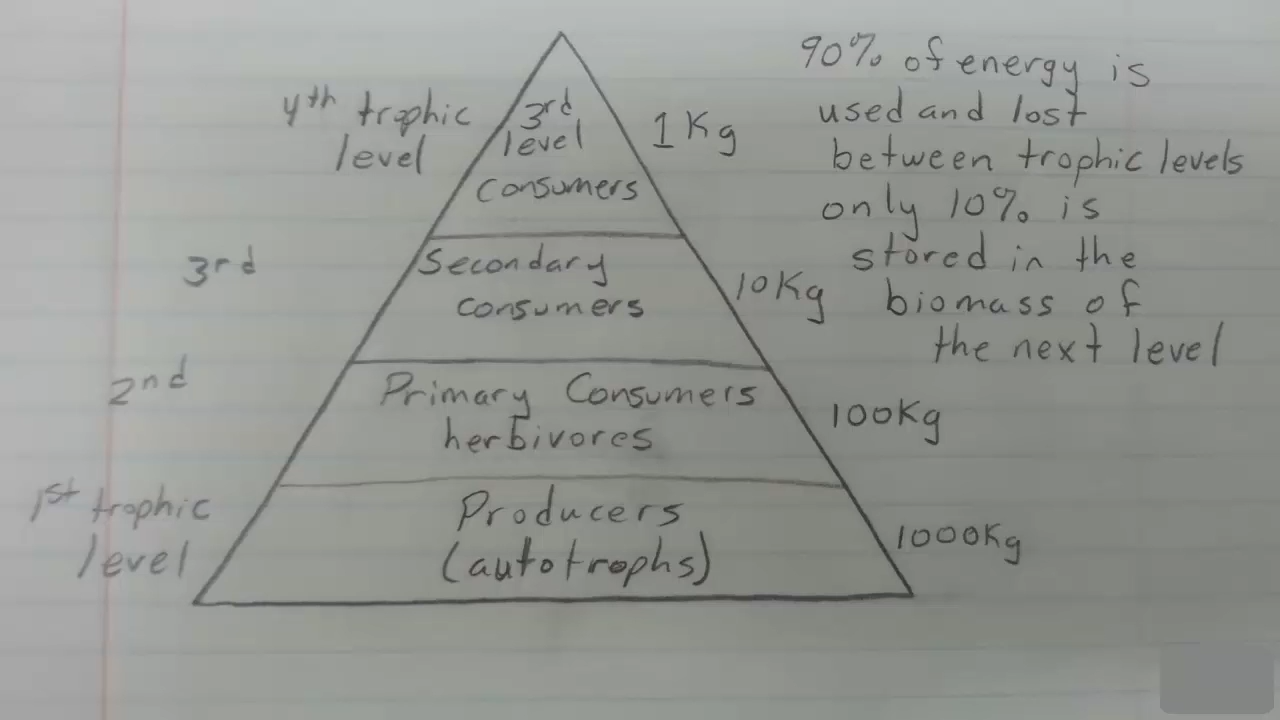 4th trophic
level
3rd
level
consumers
1Kg
3rd
Secondary
consumers
10Kg
2nd
Primary Consumers
herbivores
100Kg
1st trophic
level
Producers
(autotrophs)
1000Kg
90% of energy is
used and lost
between trophic levels
only 10% is
stored in the
biomass of
the next level